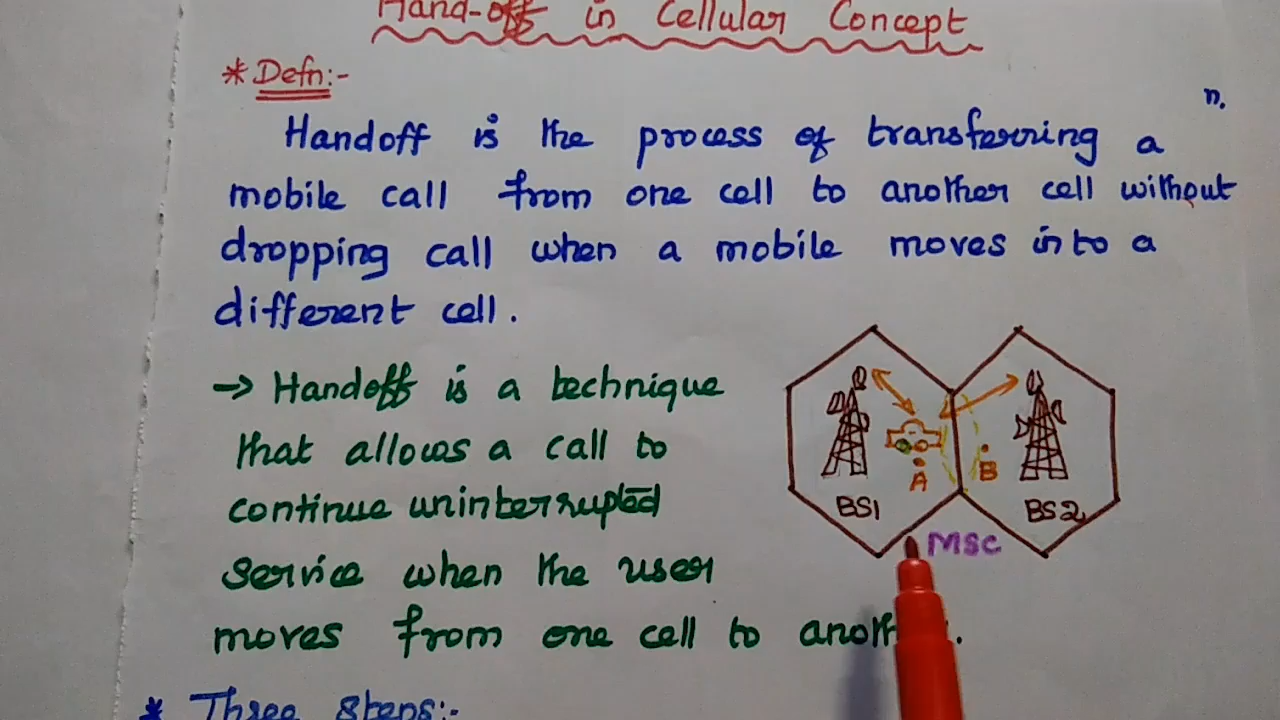 Hand-off in Cellular Concept
* Defn:-
n.
Handoff is the process of transferring a
mobile call from one cell to another cell without
dropping call when a mobile moves into a
different cell.
→ Handoff is a technique
that allows a call to
continue uninterrupted
service when the user
moves from one cell to
A
B
BS1
BS2
MSC
* Three steps:-